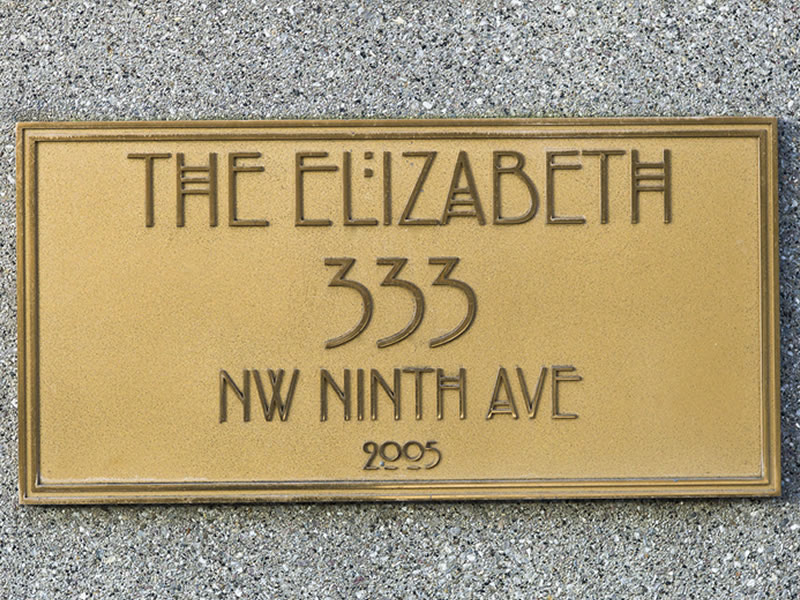 THE ELIZABETH
333
NW NINTH AVE
2005